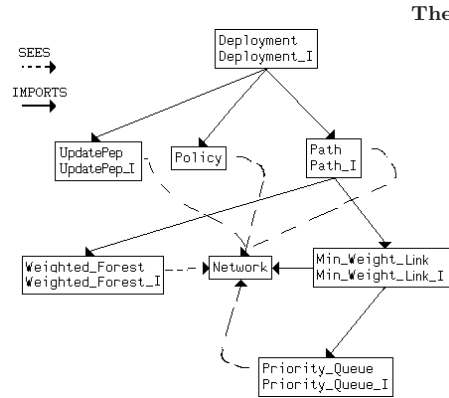 The
SEES
IMPORTS
Deployment
Deployment_I
UpdatePep
UpdatePep_I
Policy
Path
Path_I
Weighted_Forest
Weighted_Forest_I
Network
Min_Weight_Link
Min_Weight_Link_I
Priority_Queue
Priority_Queue_I